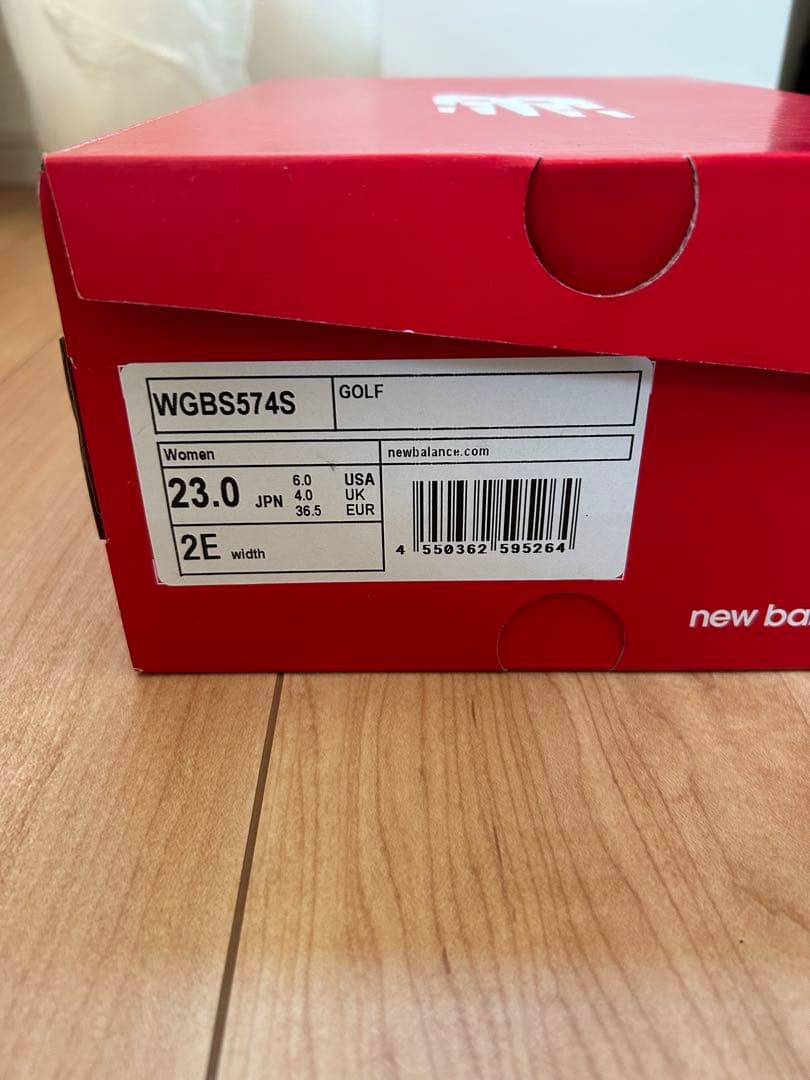 WGBS574S
GOLF
Women
newbalance.com
23.0 JPN
6.0 USA
4.0 UK
36.5 EUR
2E width
4 550362 595264
new ba